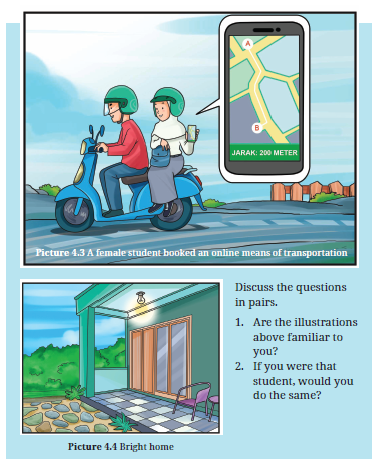 A
B
JARAK: 200 METER
Picture 4.3 A female student booked an online means of transportation
Discuss the questions
in pairs.
1. Are the illustrations
above familiar to
you?
2. If you were that
student, would you
do the same?
Picture 4.4 Bright home